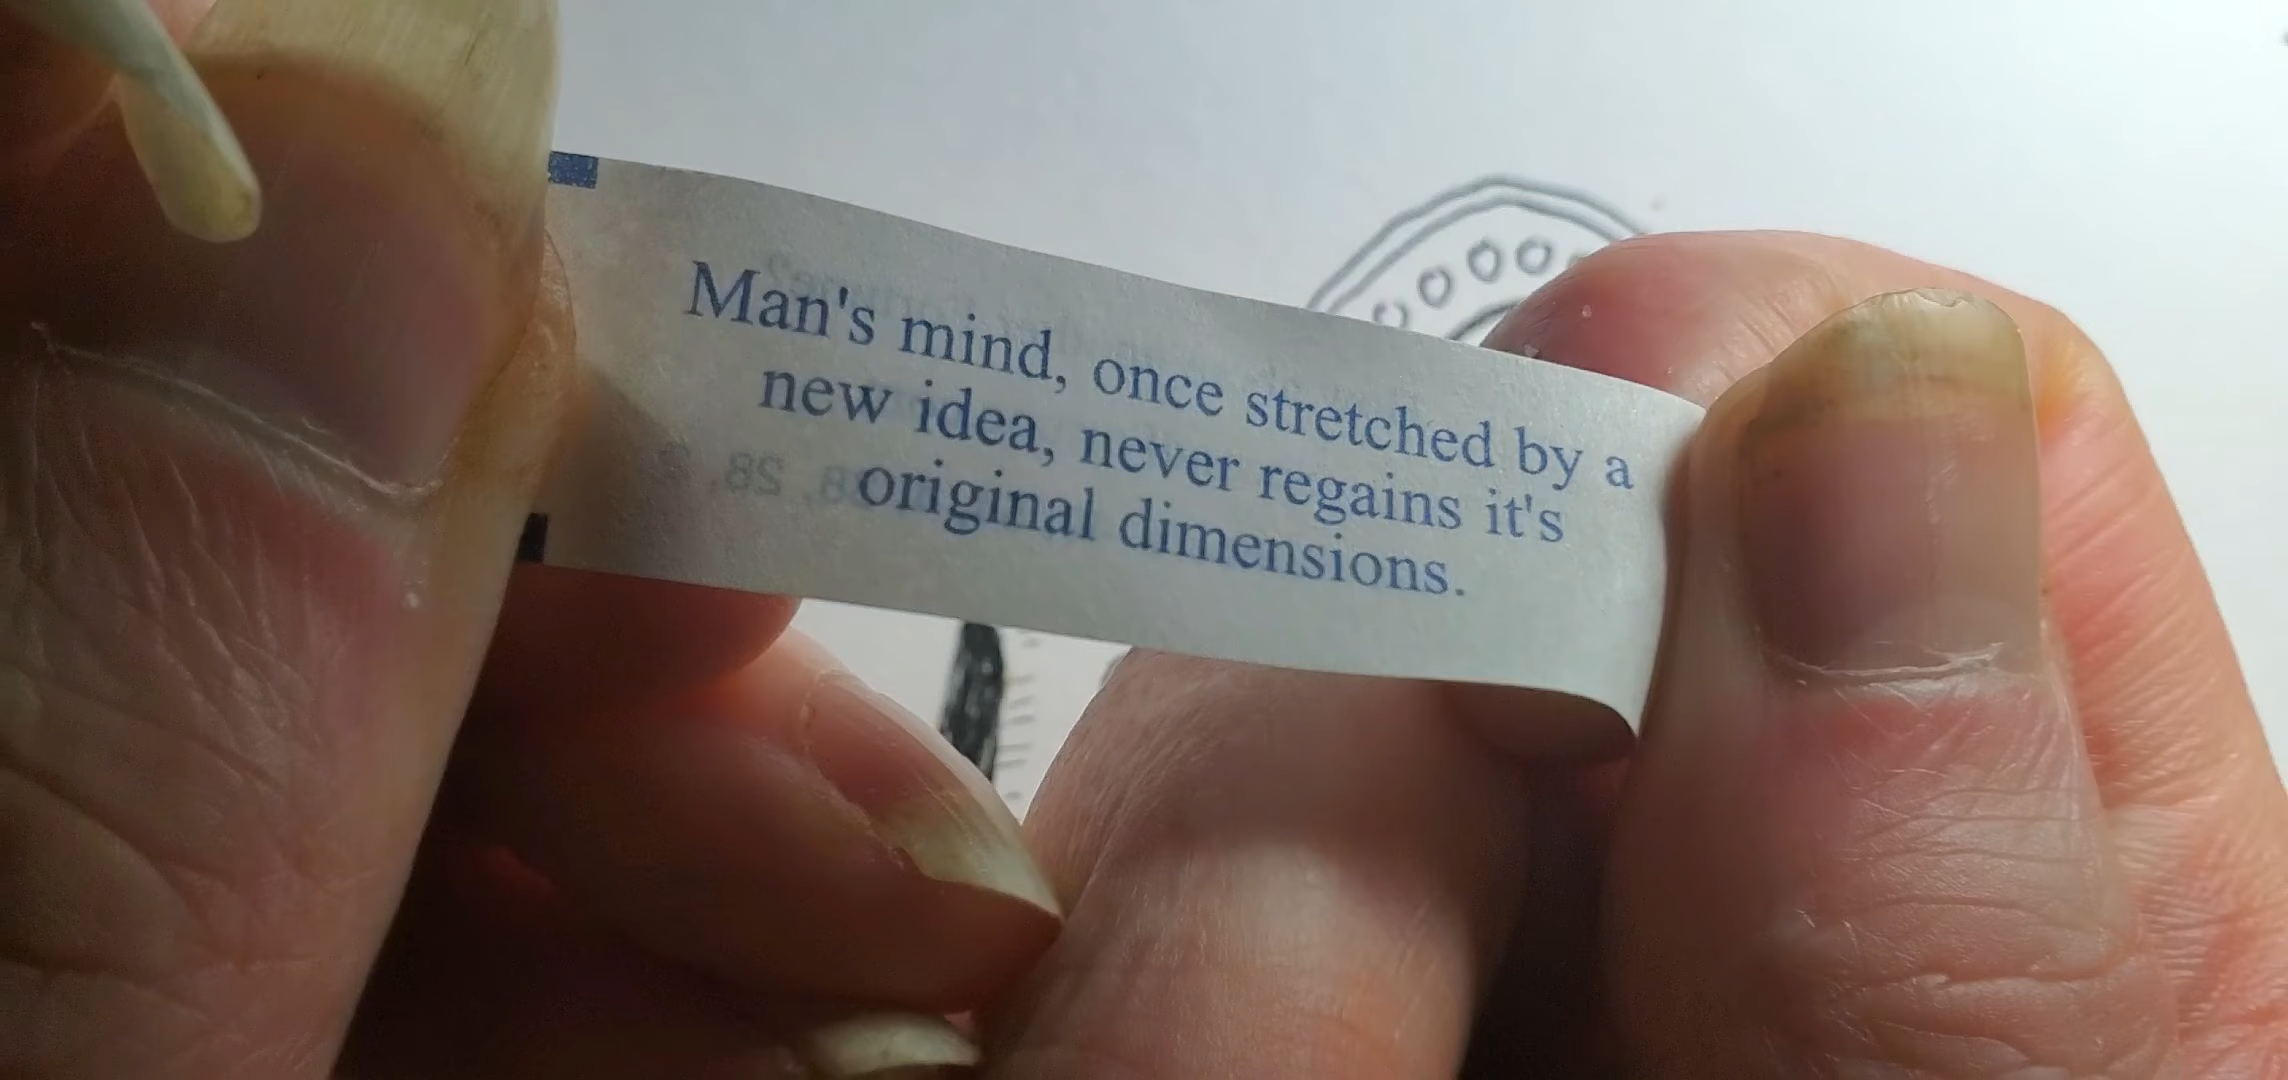 Man's mind, once stretched by a
new idea, never regains it's
original dimensions.